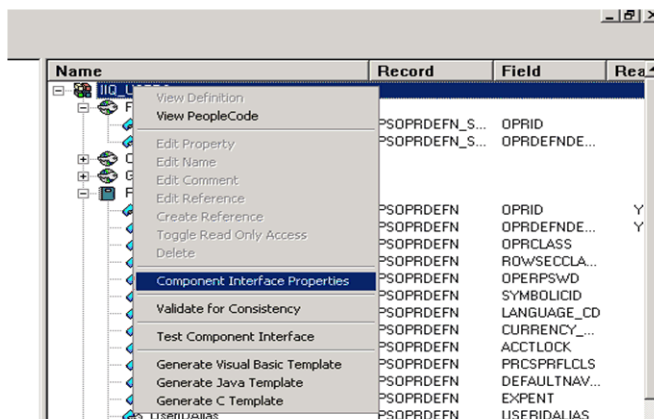 Name Record Field Rea
IIQ_U
View Definition
View PeopleCode
PSOPRDEFN_S... OPRID
Edit Property PSOPRDEFN_S... OPRDEFNDE...
Edit Name
Edit Comment
Edit Reference
Create Reference PSOPRDEFN OPRID Y
Toggle Read Only Access PSOPRDEFN OPRDEFNDE... Y
Delete PSOPRDEFN OPRCLASS
PSOPRDEFN ROWSECCLA...
Component Interface Properties PSOPRDEFN OPERPSWD
PSOPRDEFN SYMBOLICID
Validate for Consistency PSOPRDEFN LANGUAGE_CD
PSOPRDEFN CURRENCY_...
Test Component Interface PSOPRDEFN ACCTLOCK
Generate Visual Basic Template PSOPRDEFN PRCSPRFLCLS
Generate Java Template PSOPRDEFN DEFAULTNAV...
Generate C Template PSOPRDEFN EXPENT
UserIDAlias PSOPRDEFN USERIDALIAS